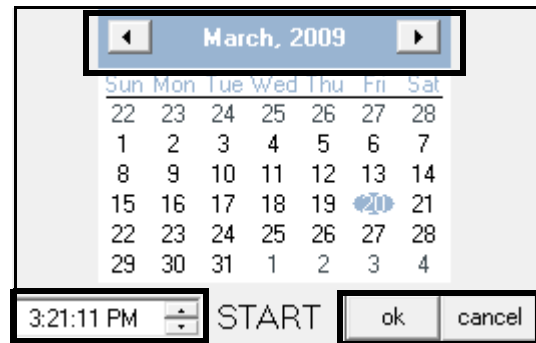 March, 2009
Sun Mon Tue Wed Thu Fri Sat
22 23 24 25 26 27 28
1 2 3 4 5 6 7
8 9 10 11 12 13 14
15 16 17 18 19 20 21
22 23 24 25 26 27 28
29 30 31 1 2 3 4
3:21:11 PM START ok cancel